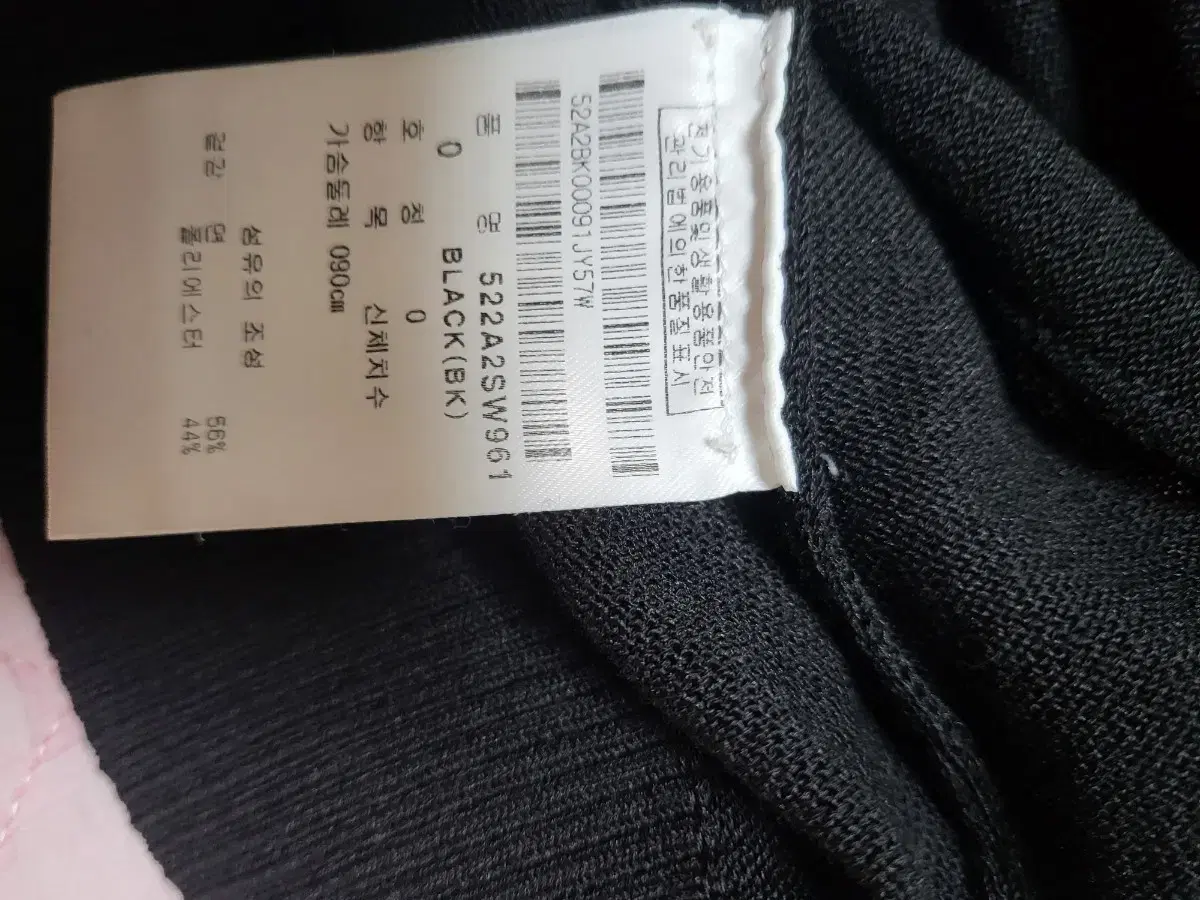 전기용품및생활용품안전
관리법에의한품질표시
52A2BK00091JY57W
품 명 522A2SW961
0 BLACK(BK)
호 칭 0
항 목 신체치수
가슴둘레 090cm
섬유의 조성
겉감 면 56%
폴리에스터 44%